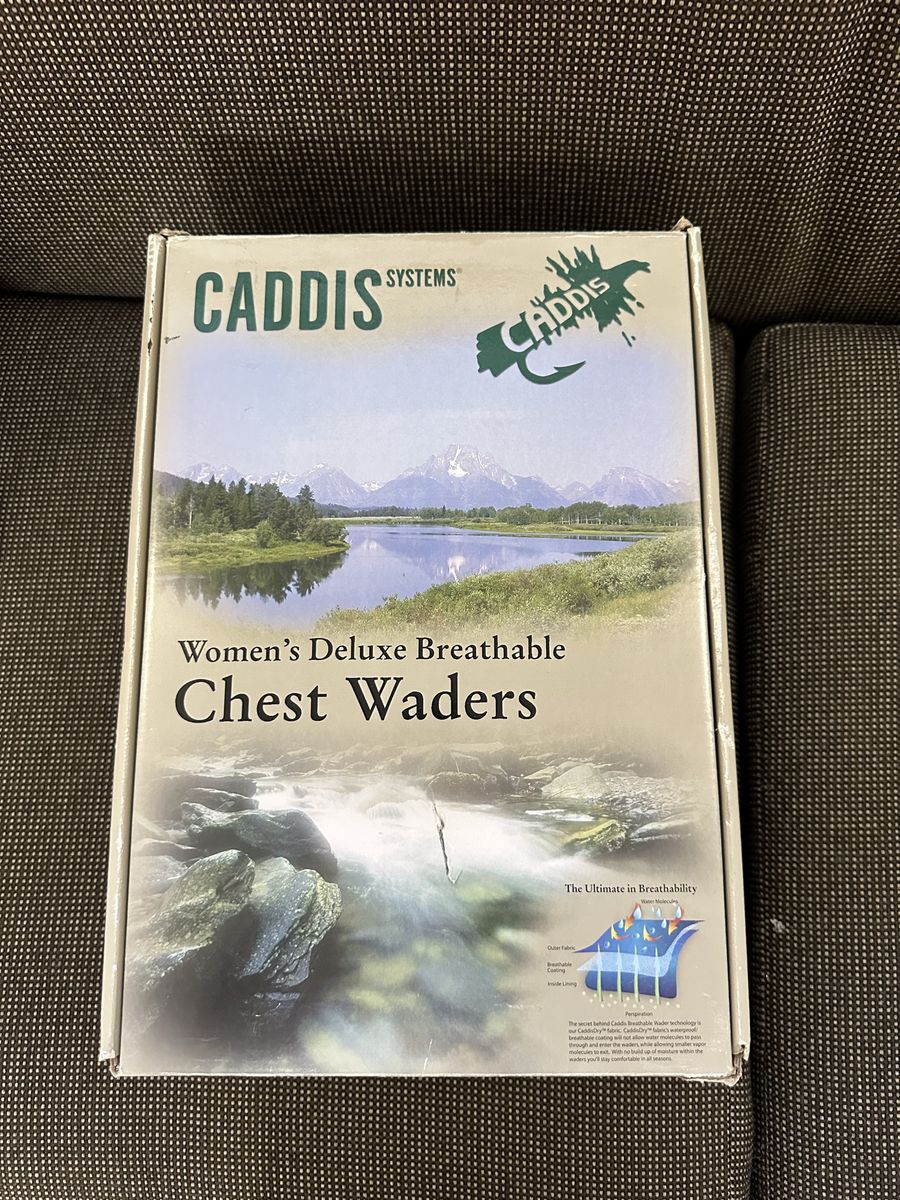 CADDIS SYSTEMS®
CADDIS
Women's Deluxe Breathable
Chest Waders
The Ultimate in Breathability
Water Molecules
Outer Fabric
Breathable
Coating
Inside Lining
Perspiration
The secret behind Caddis Breathable Wader technology is
our CaddisDry™ fabric. CaddisDry™ fabric's waterproof/
breathable coating will not allow water molecules to pass
through and enter the waders, while allowing smaller vapor
molecules to exit. With no build up of moisture within the
waders you'll stay comfortable in all seasons.